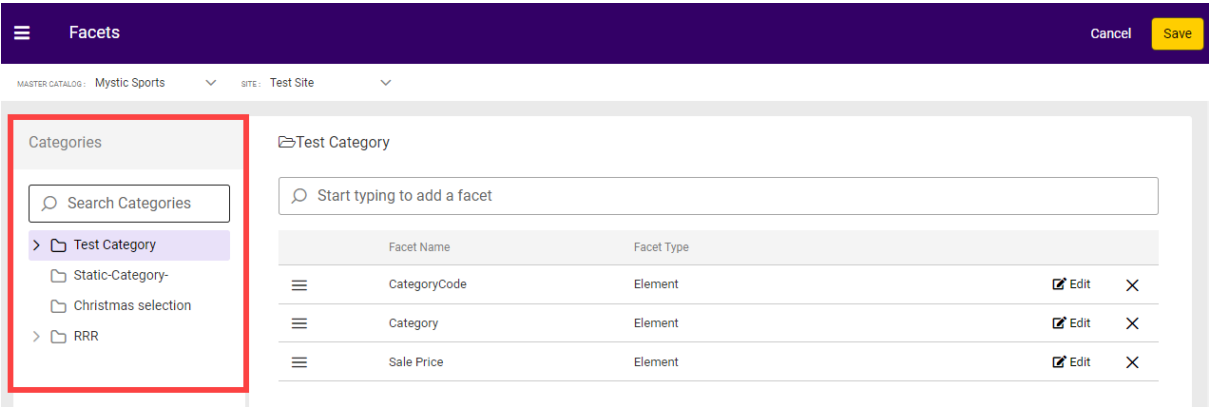 Facets Cancel Save
MASTER CATALOG : Mystic Sports SITE : Test Site
Categories
Search Categories
Test Category
Static-Category-
Christmas selection
RRR
Test Category
Start typing to add a facet
Facet Name Facet Type
CategoryCode Element Edit
Category Element Edit
Sale Price Element Edit